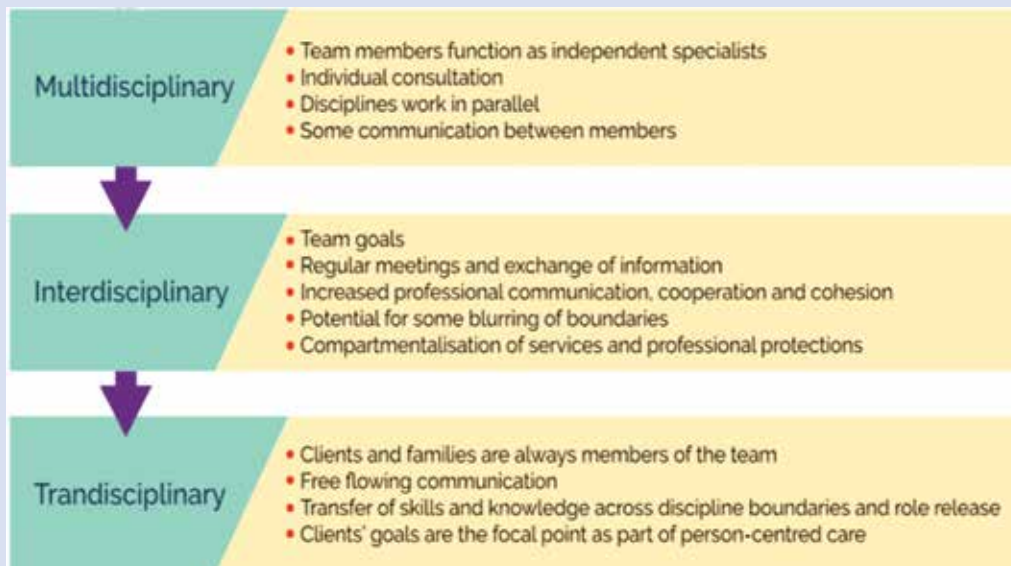 Multidisciplinary
• Team members function as independent specialists
• Individual consultation
• Disciplines work in parallel
• Some communication between members
Interdisciplinary
• Team goals
• Regular meetings and exchange of information
• Increased professional communication, cooperation and cohesion
• Potential for some blurring of boundaries
• Compartmentalisation of services and professional protections
Trandisciplinary
• Clients and families are always members of the team
• Free flowing communication
• Transfer of skills and knowledge across discipline boundaries and role release
• Clients' goals are the focal point as part of person-centred care